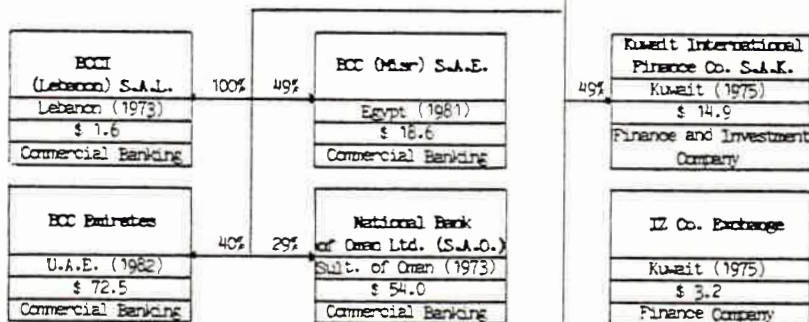 BCCI
(Lebanon) S.A.L.
Lebanon (1973)
$ 1.6
Commercial Banking
100%
49%
BCC (Misr) S.A.E.
Egypt (1981)
$ 18.6
Commercial Banking
49%
Kuwait International
Finance Co. S.A.K.
Kuwait (1975)
$ 14.9
Finance and Investment
Company
BCC Emirates
U.A.E. (1982)
$ 72.5
Commercial Banking
40%
29%
National Bank
of Oman Ltd. (S.A.O.)
Sult. of Oman (1973)
$ 54.0
Commercial Banking
IZ Co. Exchange
Kuwait (1975)
$ 3.2
Finance Company